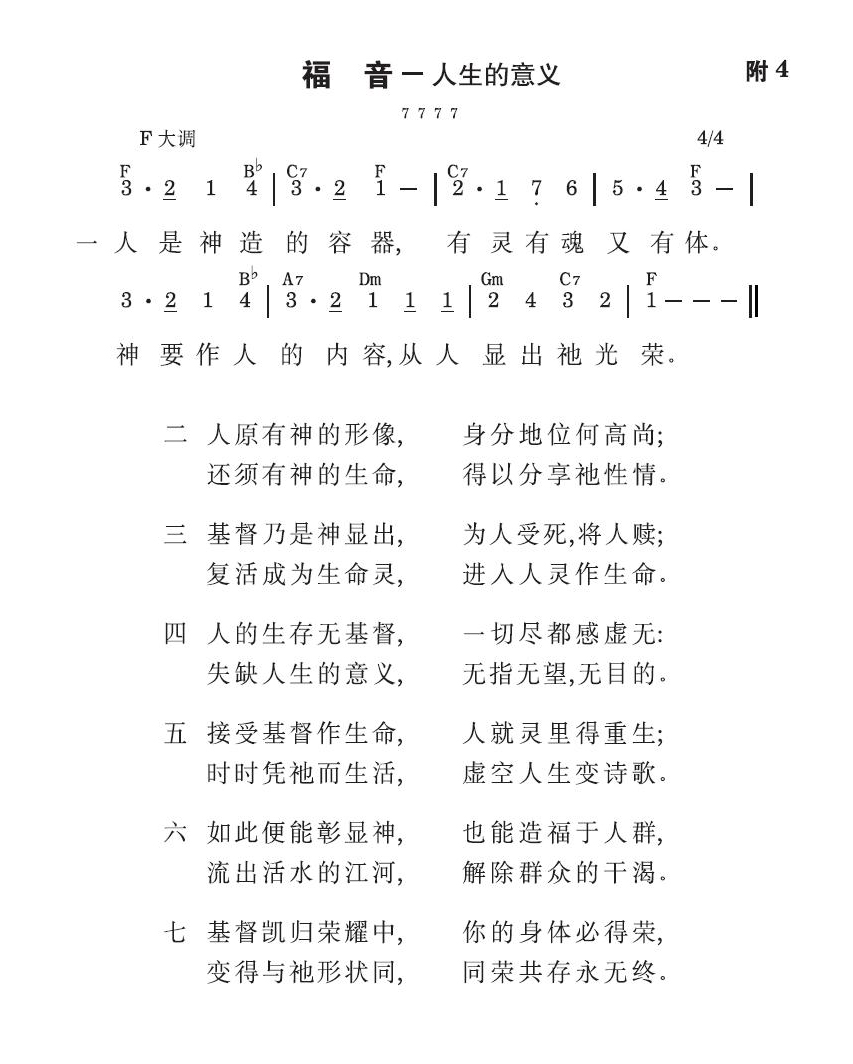 福 音－人生的意义 附 4
7 7 7 7
F 大调 4/4
F B♭ C7 F C7 F
3 · 2 1 4 | 3 · 2 1 － | 2 · 1 7 6 | 5 · 4 3 － |
一 人 是 神 造 的 容 器, 有 灵 有 魂 又 有 体。
B♭ A7 Dm Gm C7 F
3 · 2 1 4 | 3 · 2 1 1 1 | 2 4 3 2 | 1 － － － ‖
神 要 作 人 的 内 容, 从 人 显 出 祂 光 荣。
二 人原有神的形像, 身分地位何高尚;
还须有神的生命, 得以分享祂性情。
三 基督乃是神显出, 为人受死,将人赎;
复活成为生命灵, 进入人灵作生命。
四 人的生存无基督, 一切尽都感虚无:
失缺人生的意义, 无指无望,无目的。
五 接受基督作生命, 人就灵里得重生;
时时凭祂而生活, 虚空人生变诗歌。
六 如此便能彰显神, 也能造福于人群,
流出活水的江河, 解除群众的干渴。
七 基督凯归荣耀中, 你的身体必得荣,
变得与祂形状同, 同荣共存永无终。